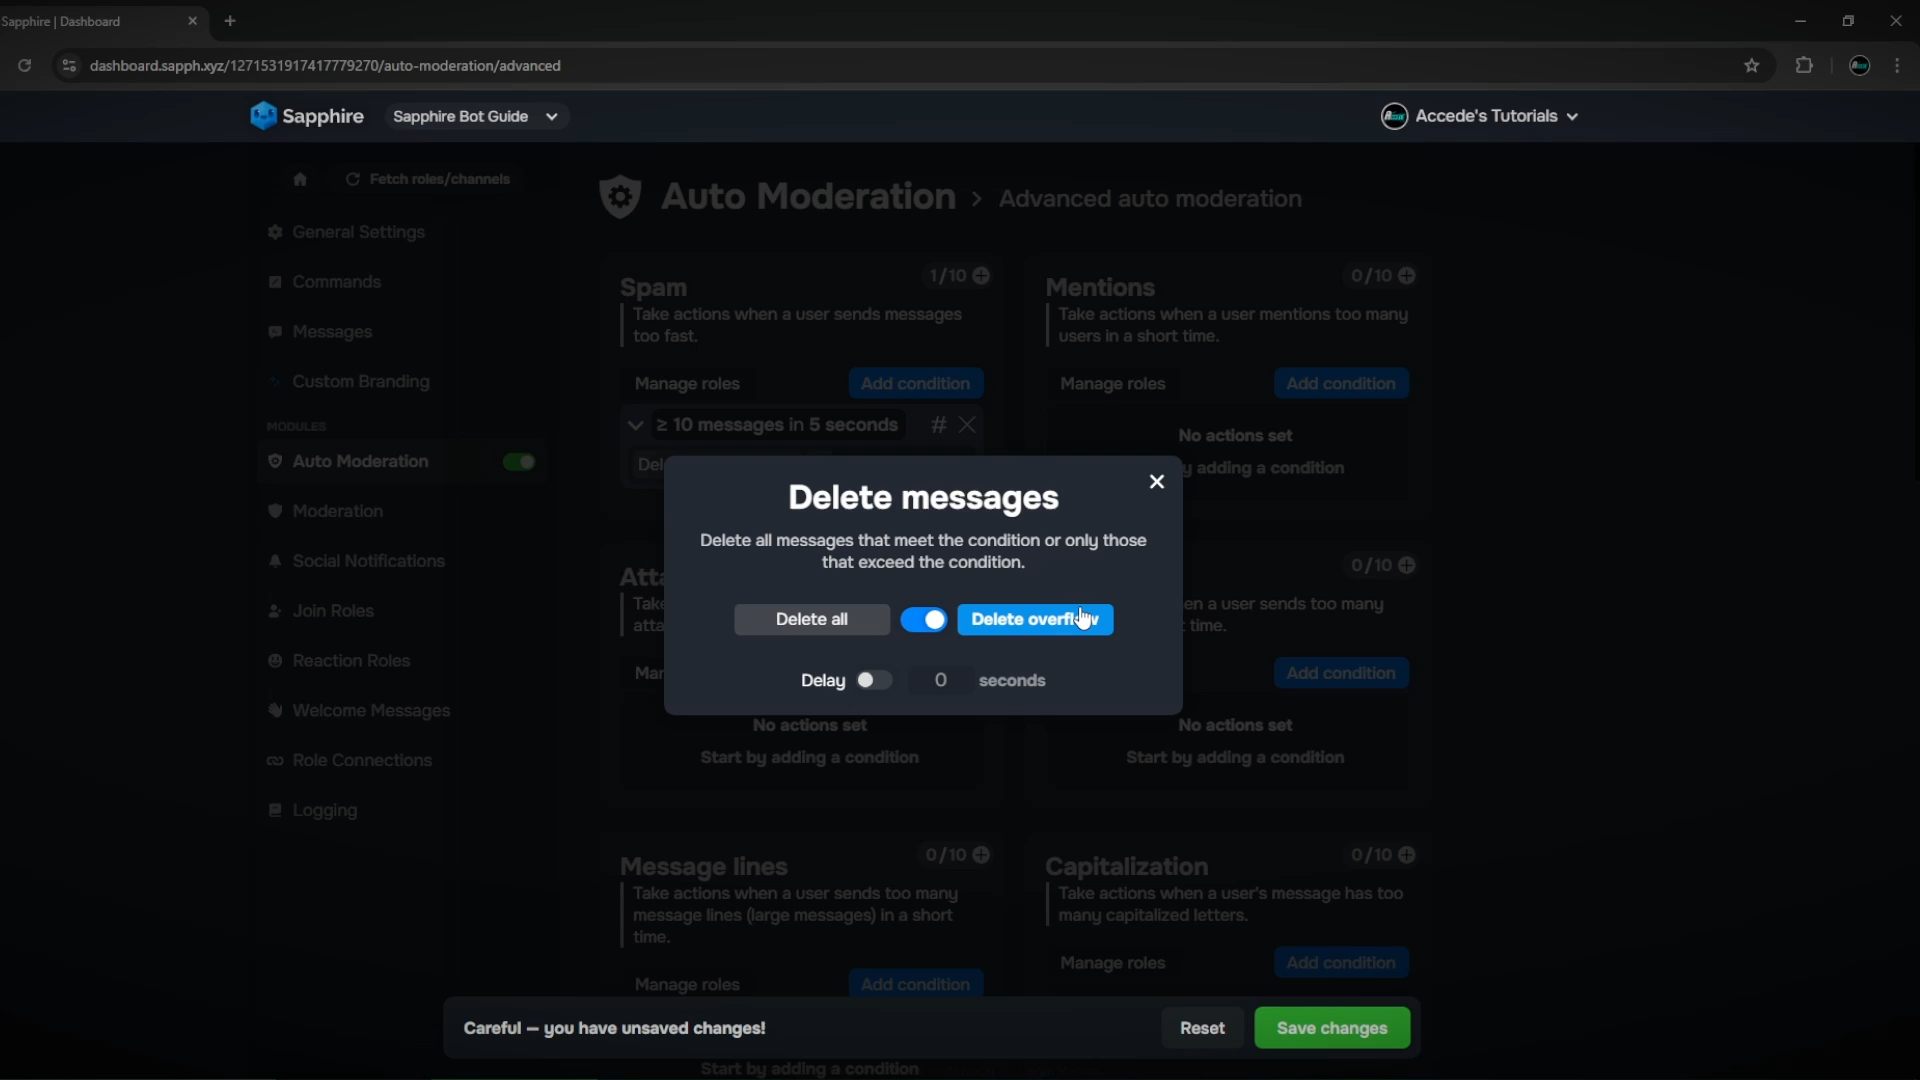 Sapphire | Dashboard
dashboard.sapph.xyz/1271531917417779270/auto-moderation/advanced
Sapphire
Sapphire Bot Guide
Accede's Tutorials
Fetch roles/channels
General Settings
Commands
Messages
Custom Branding
MODULES
Auto Moderation
Moderation
Social Notifications
Join Roles
Reaction Roles
Welcome Messages
Role Connections
Logging
Auto Moderation > Advanced auto moderation
Spam
1/10
Take actions when a user sends messages
too fast.
Manage roles
Add condition
≥ 10 messages in 5 seconds
Del
Mentions
0/10
Take actions when a user mentions too many
users in a short time.
Manage roles
Add condition
No actions set
y adding a condition
Delete messages
Delete all messages that meet the condition or only those
that exceed the condition.
Delete all
Delete overfl
Delay
0
seconds
Atta
Take
atta
Mar
No actions set
Start by adding a condition
0/10
en a user sends too many
time.
Add condition
No actions set
Start by adding a condition
Message lines
0/10
Take actions when a user sends too many
message lines (large messages) in a short
time.
Manage roles
Add condition
Capitalization
0/10
Take actions when a user's message has too
many capitalized letters.
Manage roles
Add condition
Careful – you have unsaved changes!
Reset
Save changes
Start by adding a condition